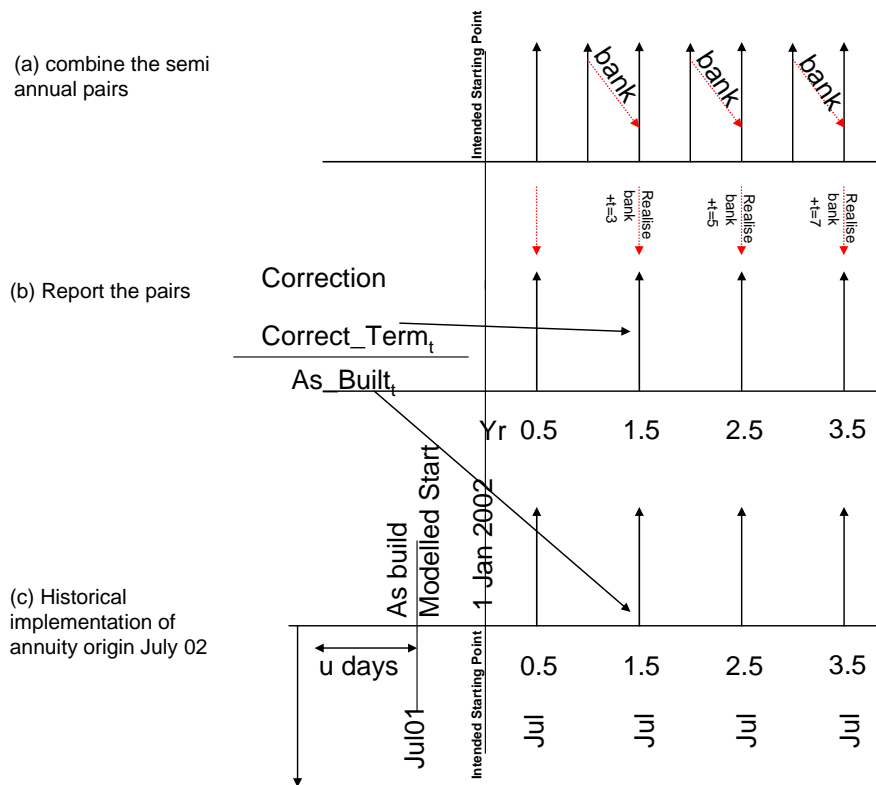 (a) combine the semi
annual pairs
Intended Starting Point
bank
bank
bank
Realise
bank
+t=3
Realise
bank
+t=5
Realise
bank
+t=7
(b) Report the pairs
Correction
Correct_Termt
As_Builtt
Yr 0.5 1.5 2.5 3.5
As build
Modelled Start
1 Jan 2002
(c) Historical
implementation of
annuity origin July 02
u days
Jul01
Intended Starting Point
0.5 1.5 2.5 3.5
Jul Jul Jul Jul